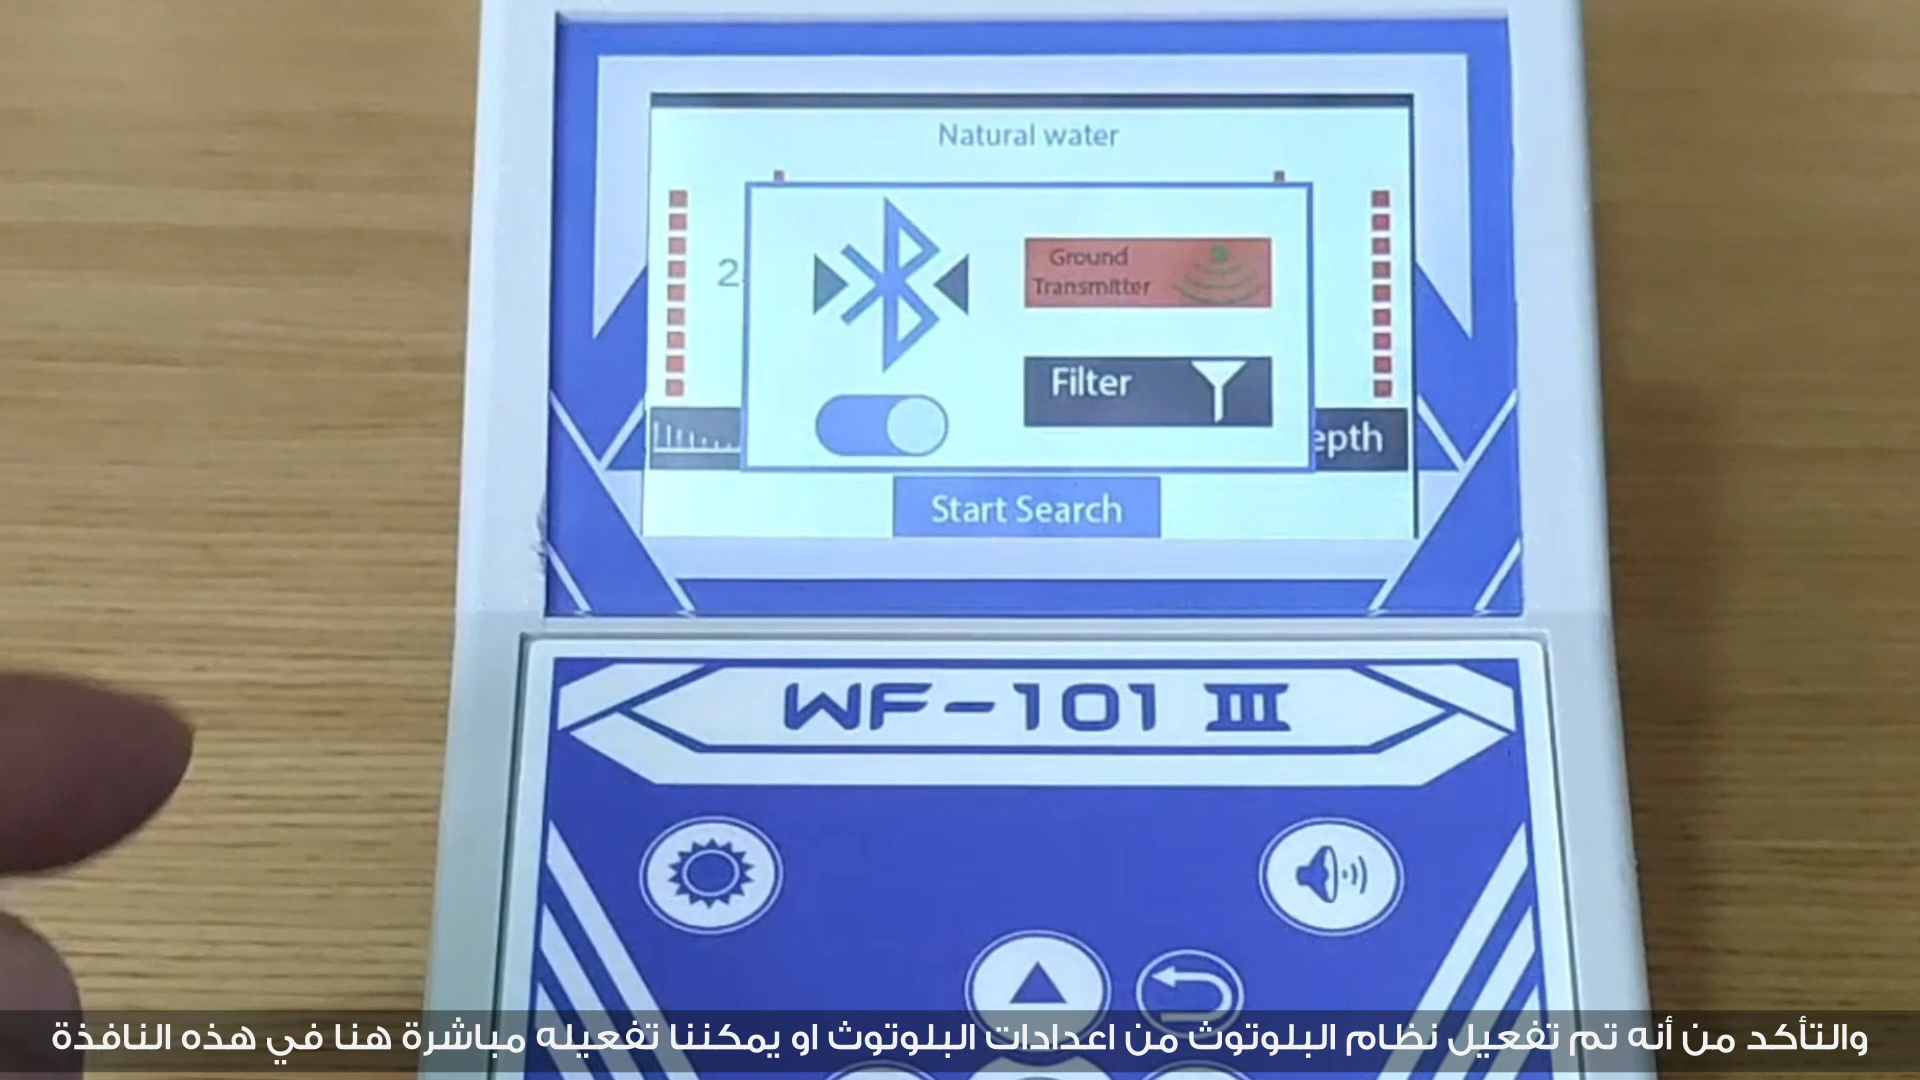 Natural water
Ground
Transmitter
2
Filter
epth
Start Search
WF-101 III
والتأكد من أنه تم تفعيل نظام البلوتوث من اعدادات البلوتوث او يمكننا تفعيله مباشرة هنا في هذه النافذة